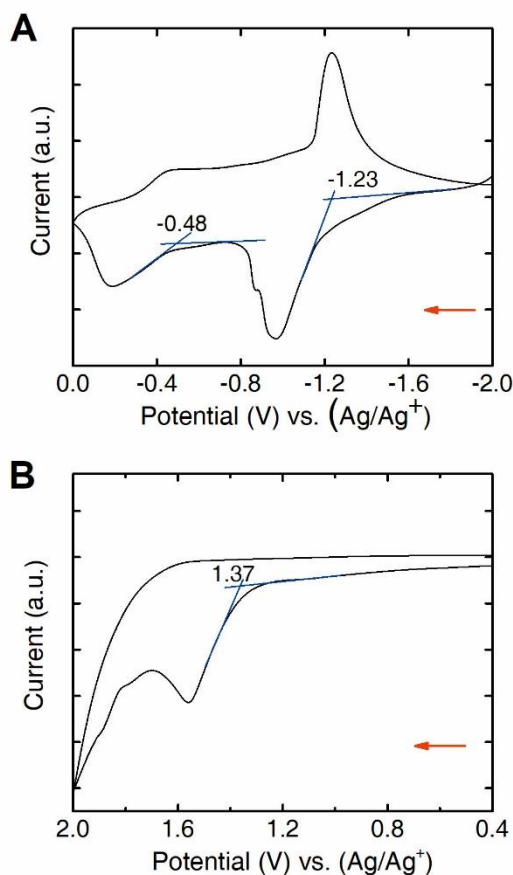 A
Current (a.u.)
-1.23
-0.48
0.0 -0.4 -0.8 -1.2 -1.6 -2.0
Potential (V) vs. (Ag/Ag⁺)
B
Current (a.u.)
1.37
2.0 1.6 1.2 0.8 0.4
Potential (V) vs. (Ag/Ag⁺)